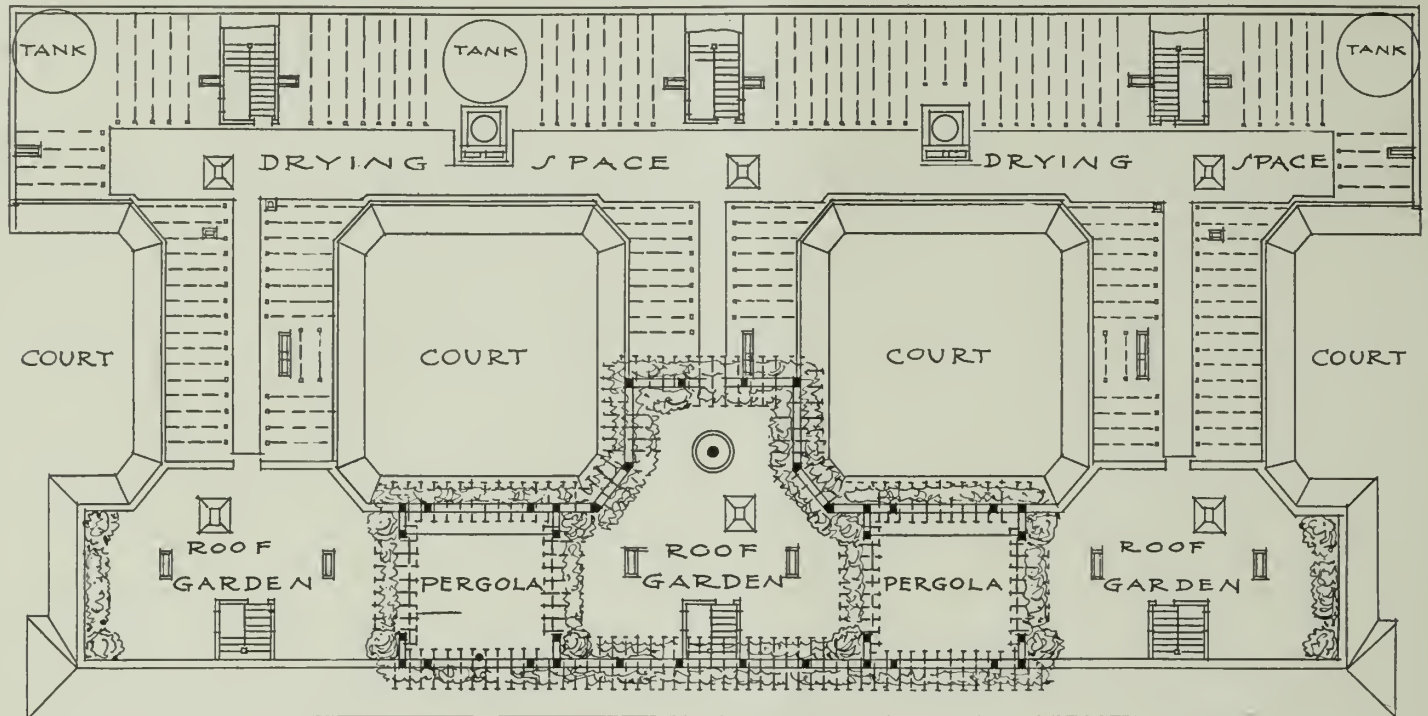 TANK
TANK
TANK
DRYING SPACE
DRYING SPACE
COURT
COURT
COURT
COURT
ROOF
GARDEN
PERGOLA
ROOF
GARDEN
PERGOLA
ROOF
GARDEN